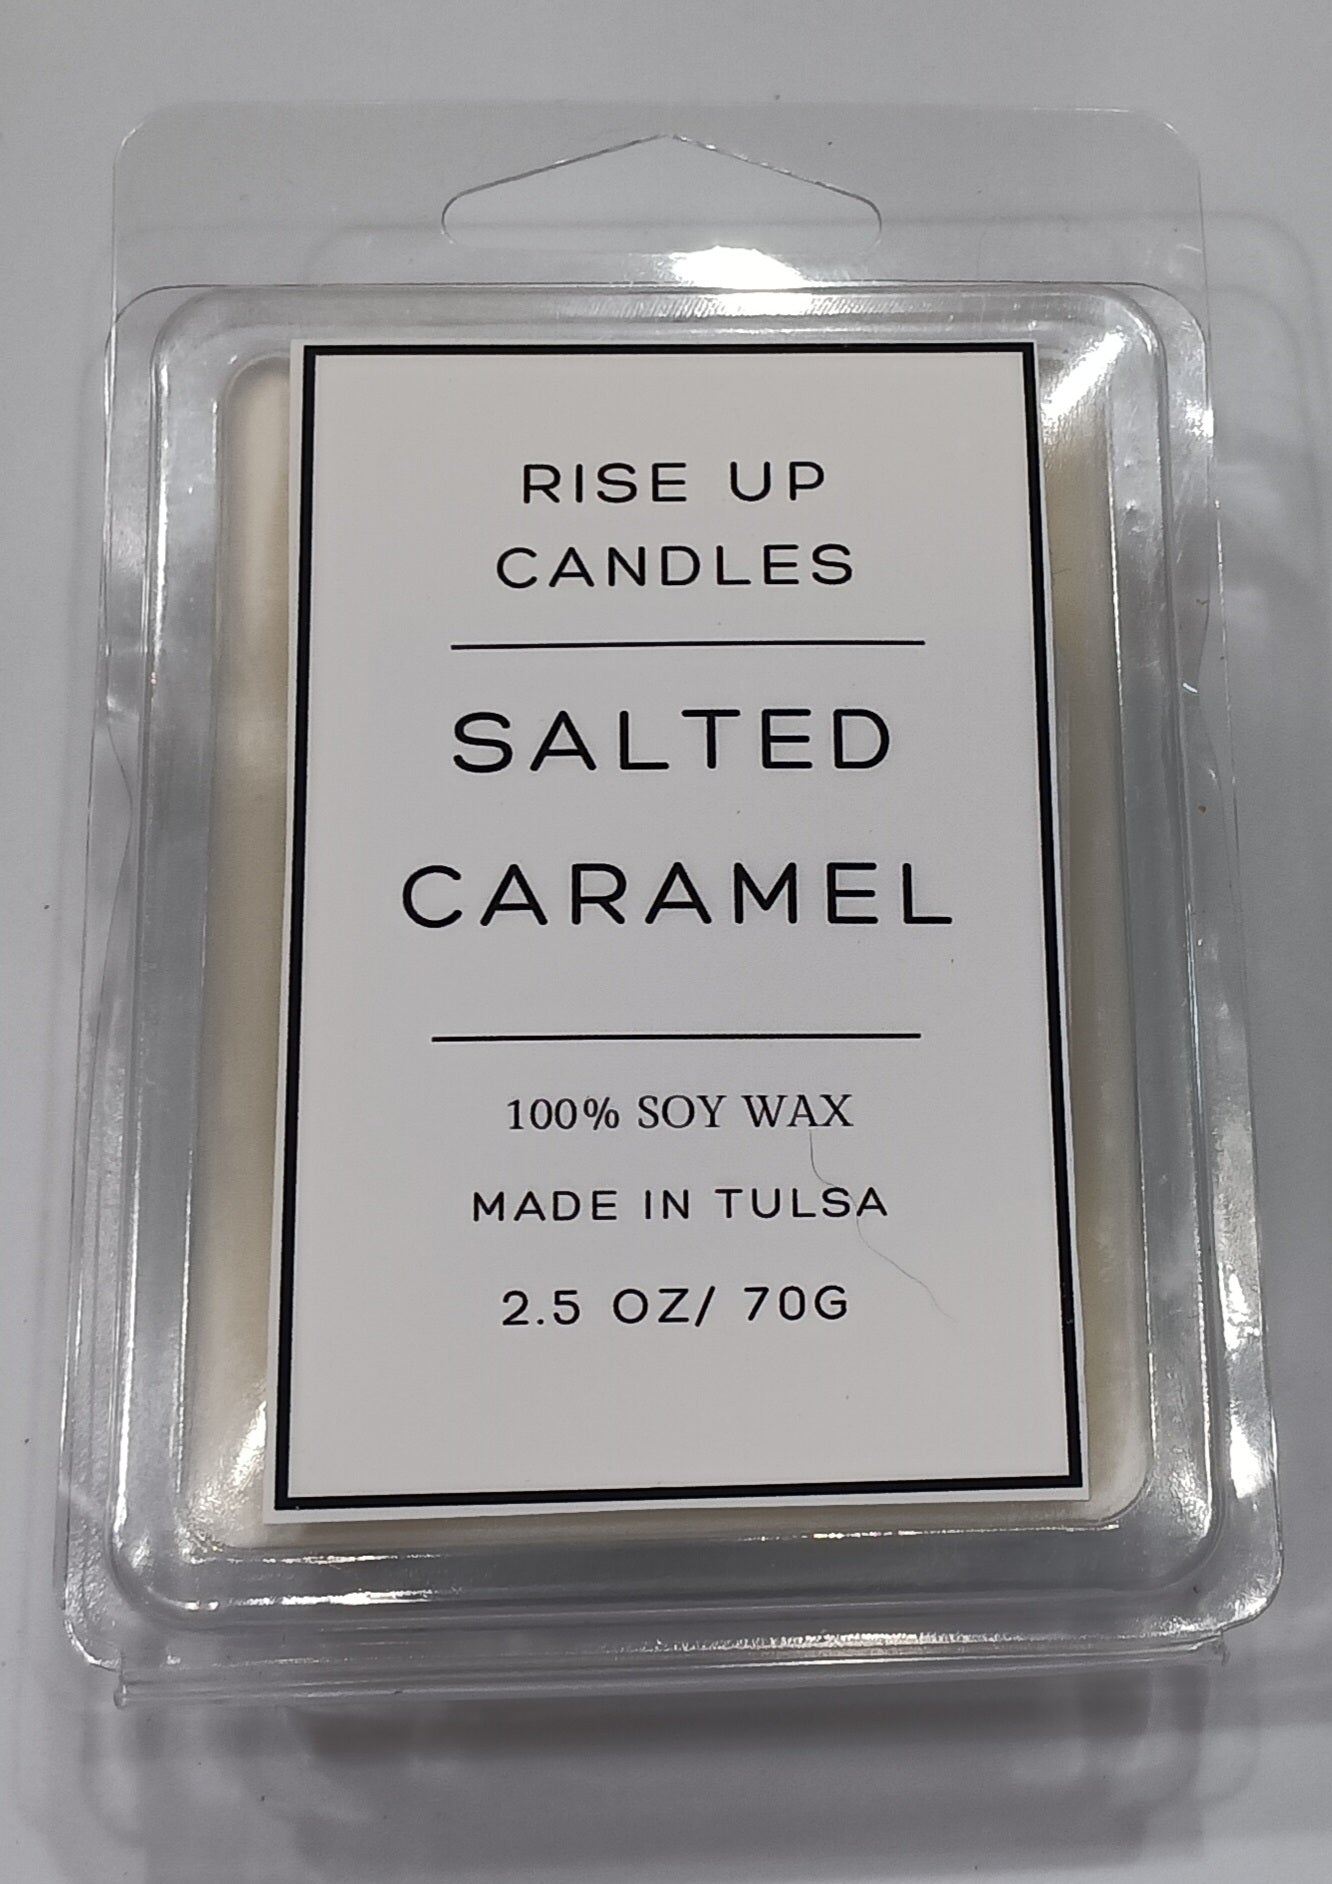 RISE UP
CANDLES
SALTED
CARAMEL
100% SOY WAX
MADE IN TULSA
2.5 OZ/ 70G